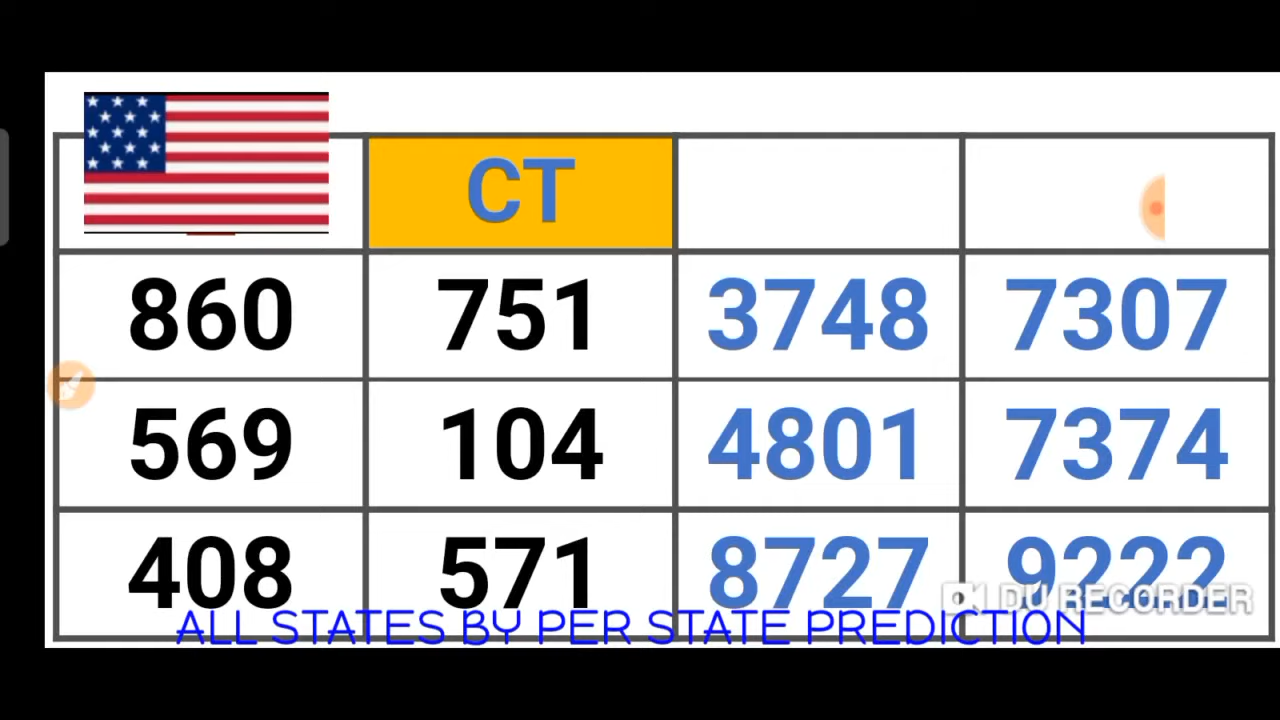 CT
860 751 3748 7307
569 104 4801 7374
408 571 8727 9222
DU RECORDER
ALL STATES BY PER STATE PREDICTION